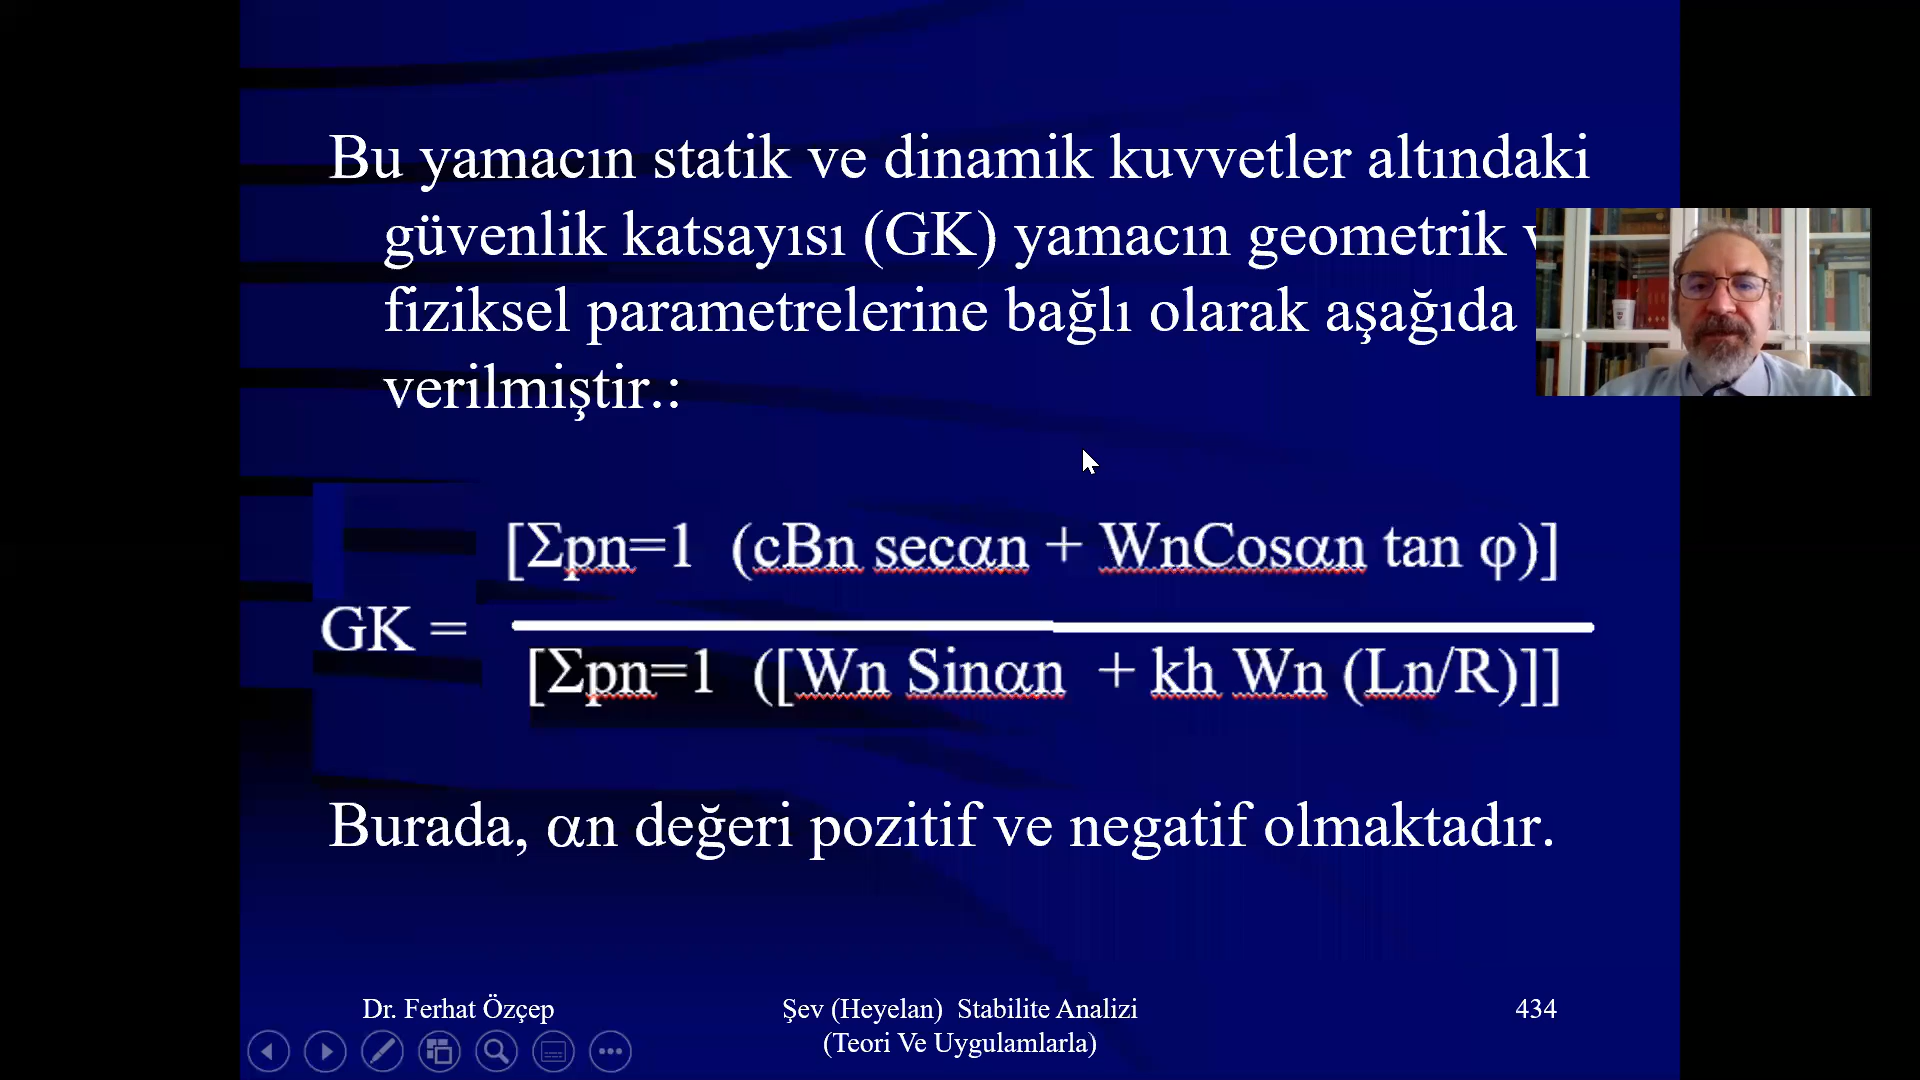 Bu yamacın statik ve dinamik kuvvetler altındaki
güvenlik katsayısı (GK) yamacın geometrik
fiziksel parametrelerine bağlı olarak aşağıda
verilmiştir.:
[Σpn=1 (cBn secαn + WnCosαn tan φ)]
GK =
[Σpn=1 ([Wn Sinαn + kh Wn (Ln/R)]]
Burada, αn değeri pozitif ve negatif olmaktadır.
Dr. Ferhat Özçep
Şev (Heyelan) Stabilite Analizi
(Teori Ve Uygulamlarla)
434